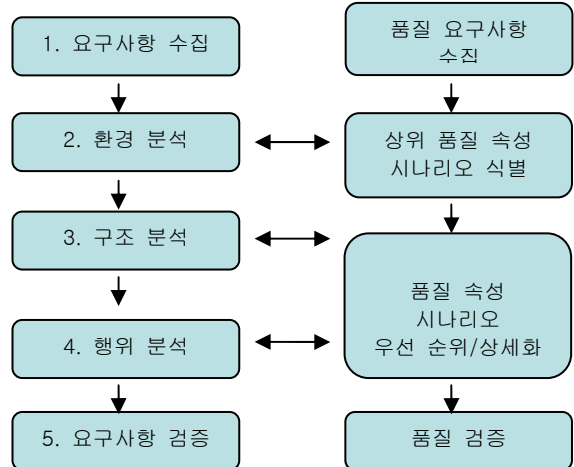 1. 요구사항 수집
2. 환경 분석
3. 구조 분석
4. 행위 분석
5. 요구사항 검증
품질 요구사항
수집
상위 품질 속성
시나리오 식별
품질 속성
시나리오
우선 순위/상세화
품질 검증